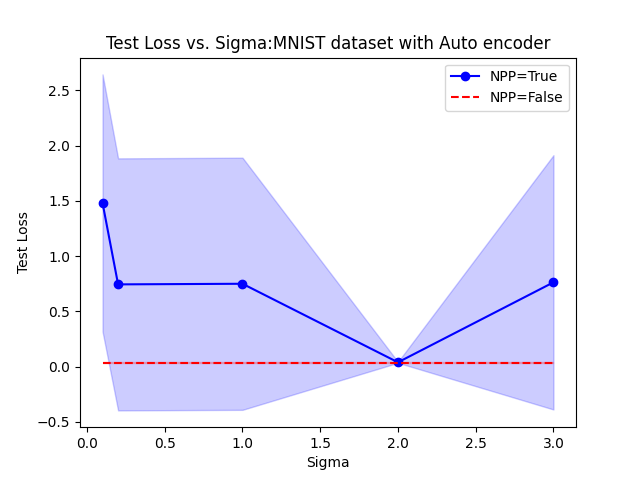 Test Loss vs. Sigma:MNIST dataset with Auto encoder
NPP=True
NPP=False
Test Loss
2.5
2.0
1.5
1.0
0.5
0.0
−0.5
0.0 0.5 1.0 1.5 2.0 2.5 3.0
Sigma